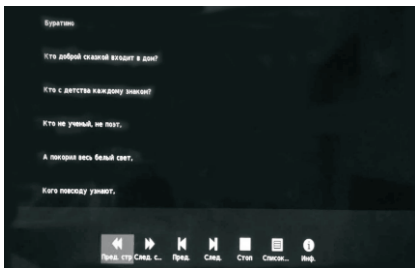 Буратино
Кто доброй сказкой входит в дом?
Кто с детства каждому знаком?
Кто не ученый, не поэт,
А покорил весь белый свет,
Кого повсюду узнают,
Пред. стр След. с... Пред. След. Стоп Список... Инф.